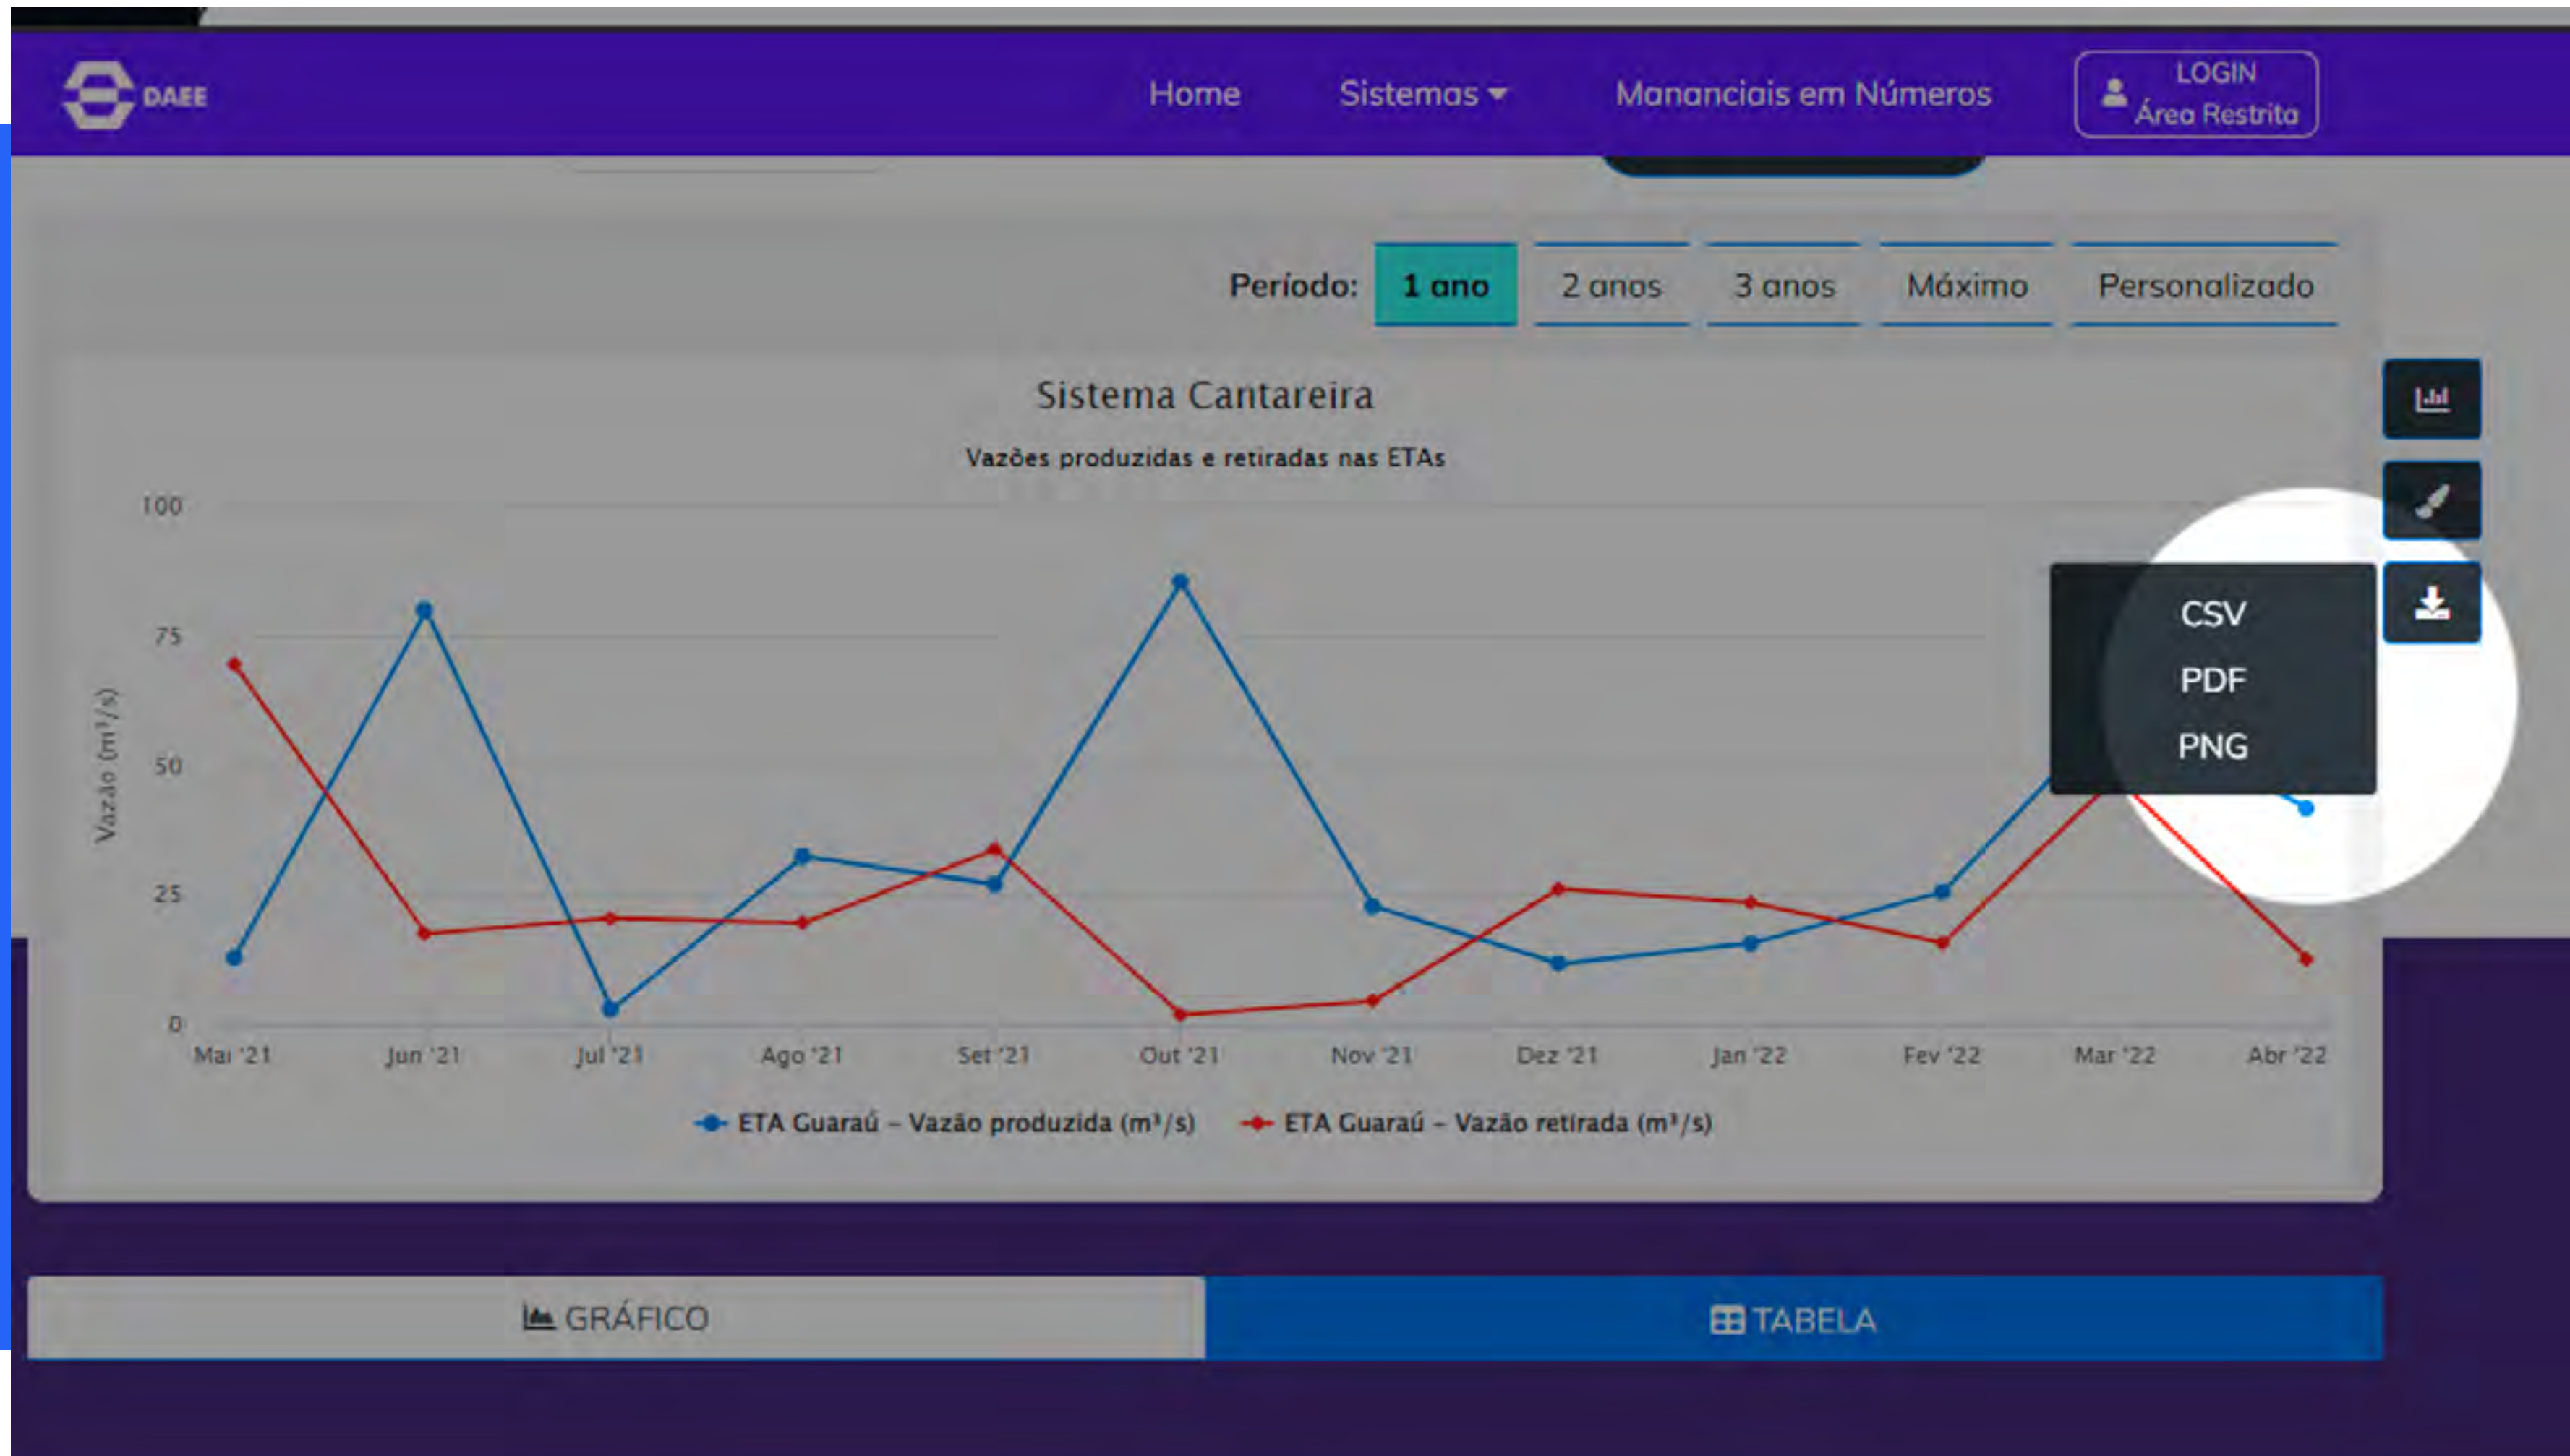 DAEE
Home
Sistemas
Mananciais em Números
LOGIN
Área Restrita
Período:
1 ano
2 anos
3 anos
Máximo
Personalizado
Sistema Cantareira
Vazões produzidas e retiradas nas ETAs
100
75
50
25
0
Vazão (m³/s)
CSV
PDF
PNG
Mai '21
Jun '21
Jul '21
Ago '21
Set '21
Out '21
Nov '21
Dez '21
Jan '22
Fev '22
Mar '22
Abr '22
ETA Guaraú – Vazão produzida (m³/s)
ETA Guaraú – Vazão retirada (m³/s)
GRÁFICO
TABELA